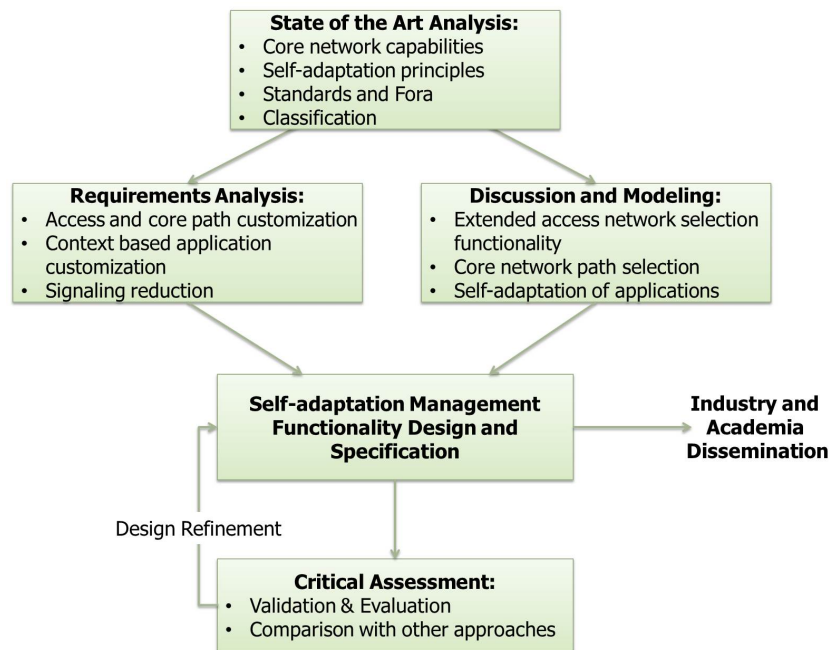 State of the Art Analysis:
• Core network capabilities
• Self-adaptation principles
• Standards and Fora
• Classification
Requirements Analysis:
• Access and core path customization
• Context based application
customization
• Signaling reduction
Discussion and Modeling:
• Extended access network selection
functionality
• Core network path selection
• Self-adaptation of applications
Self-adaptation Management
Functionality Design and
Specification
Industry and
Academia
Dissemination
Design Refinement
Critical Assessment:
• Validation & Evaluation
• Comparison with other approaches